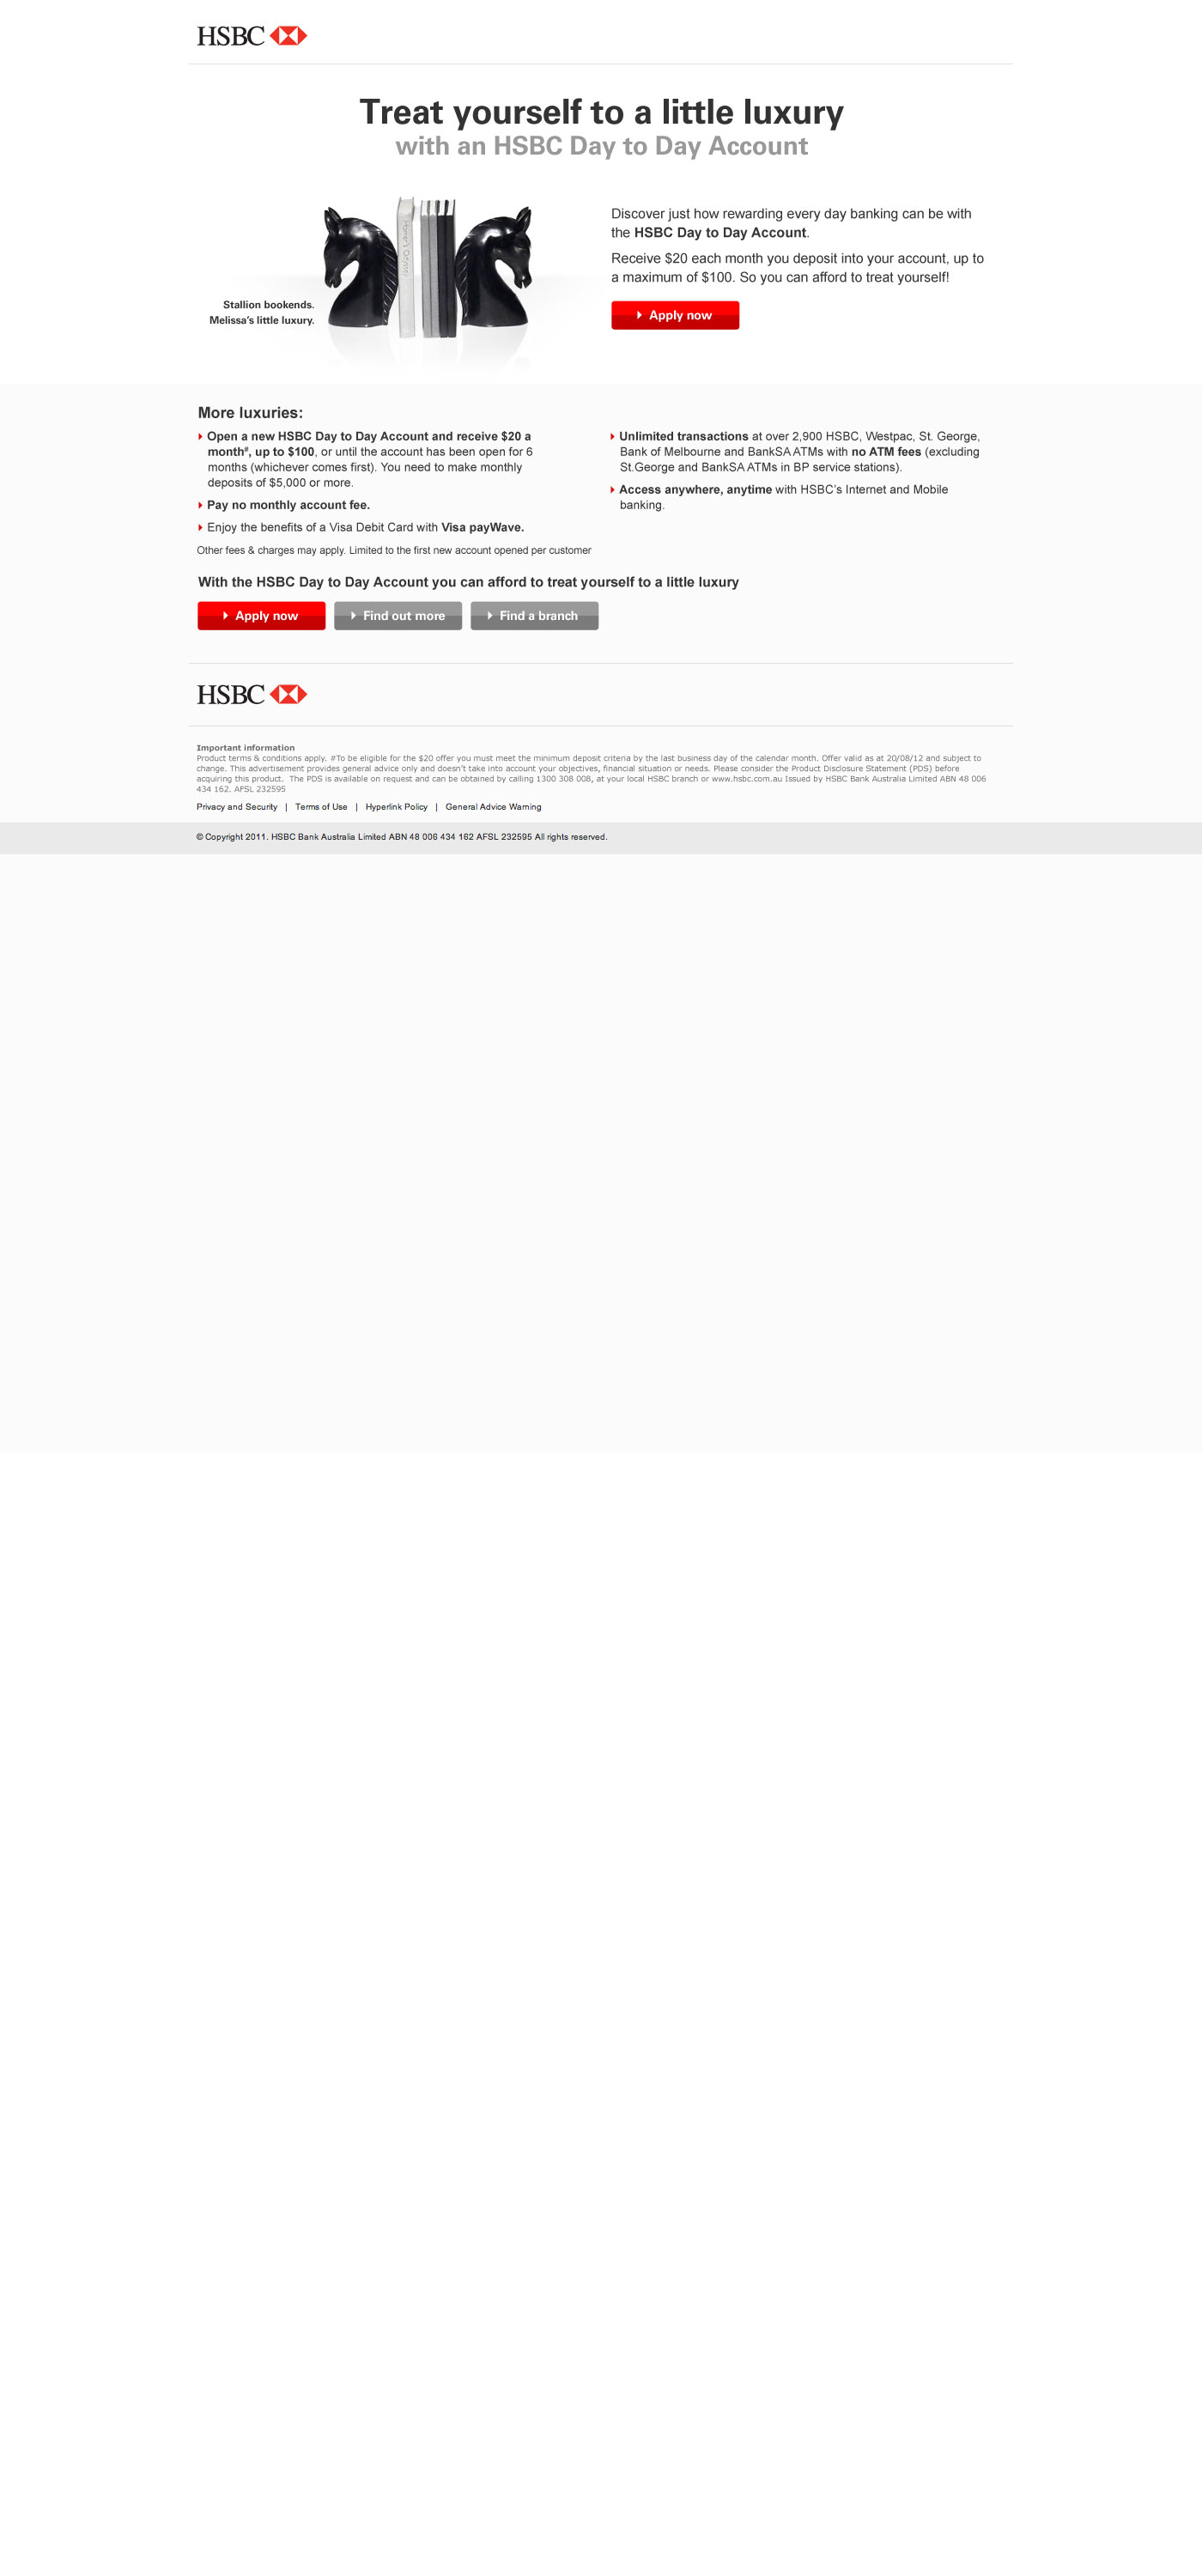 HSBC
Treat yourself to a little luxury
with an HSBC Day to Day Account
Stallion bookends.
Melissa's little luxury.
Discover just how rewarding every day banking can be with
the HSBC Day to Day Account.
Receive $20 each month you deposit into your account, up to
a maximum of $100. So you can afford to treat yourself!
Apply now
More luxuries:
Open a new HSBC Day to Day Account and receive $20 a
month#, up to $100, or until the account has been open for 6
months (whichever comes first). You need to make monthly
deposits of $5,000 or more.
Pay no monthly account fee.
Enjoy the benefits of a Visa Debit Card with Visa payWave.
Unlimited transactions at over 2,900 HSBC, Westpac, St. George,
Bank of Melbourne and BankSA ATMs with no ATM fees (excluding
St.George and BankSA ATMs in BP service stations).
Access anywhere, anytime with HSBC's Internet and Mobile
banking.
Other fees & charges may apply. Limited to the first new account opened per customer
With the HSBC Day to Day Account you can afford to treat yourself to a little luxury
Apply now
Find out more
Find a branch
HSBC
Important information
Product terms & conditions apply. #To be eligible for the $20 offer you must meet the minimum deposit criteria by the last business day of the calendar month. Offer valid as at 20/08/12 and subject to
change. This advertisement provides general advice only and doesn't take into account your objectives, financial situation or needs. Please consider the Product Disclosure Statement (PDS) before
acquiring this product. The PDS is available on request and can be obtained by calling 1300 308 008, at your local HSBC branch or www.hsbc.com.au Issued by HSBC Bank Australia Limited ABN 48 006
434 162. AFSL 232595
Privacy and Security | Terms of Use | Hyperlink Policy | General Advice Warning
© Copyright 2011. HSBC Bank Australia Limited ABN 48 006 434 162 AFSL 232595 All rights reserved.